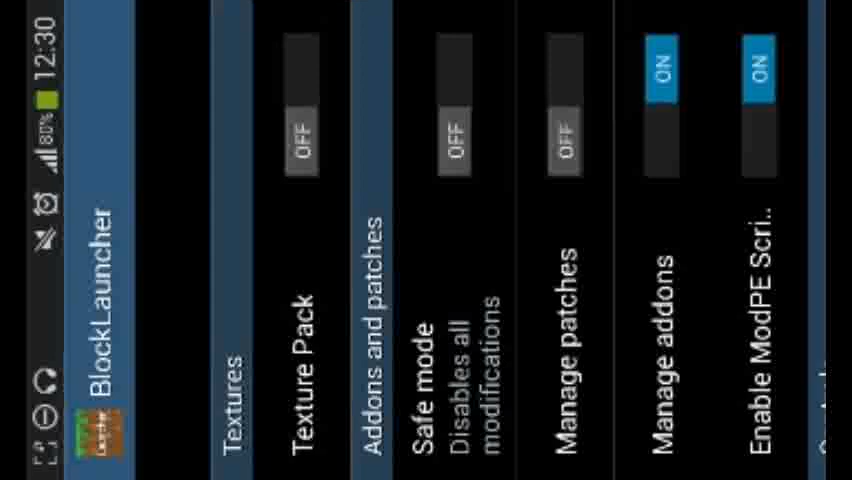 80% 12:30
Launcher
BlockLauncher
Textures
Texture Pack
OFF
Addons and patches
Safe mode
OFF
Disables all
modifications
Manage patches
OFF
Manage addons
ON
Enable ModPE Scri..
ON